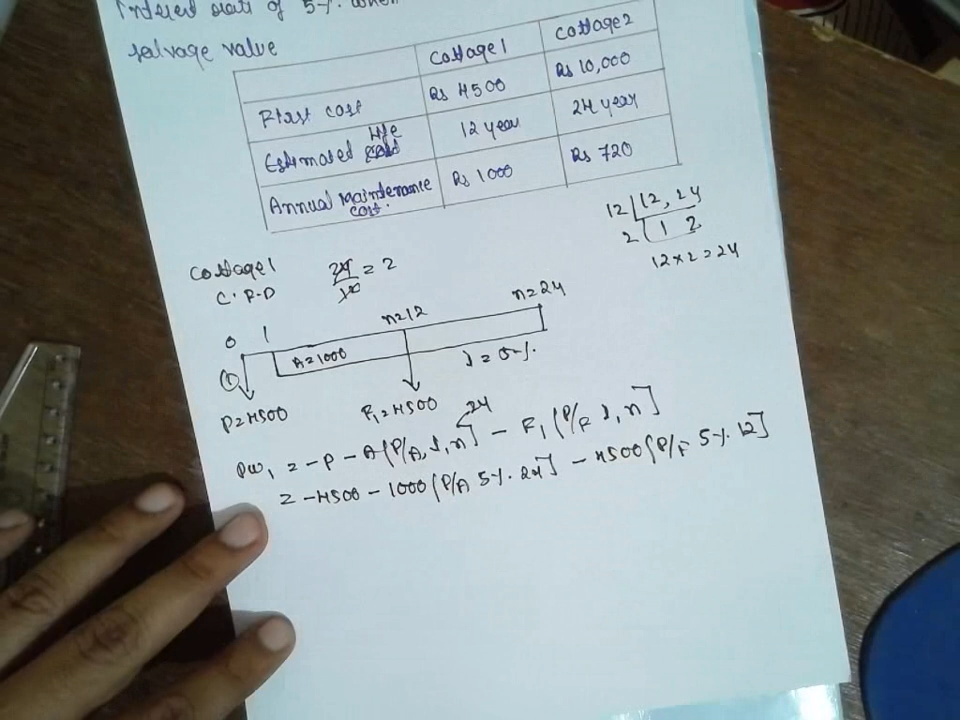 Interest rate of 5%. when
salvage value
Cottage 1 Cottage 2
First cost Rs 4500 Rs 10,000
Estimated life 12 year 24 year
Annual Maintenance cost. Rs 1000 Rs 720
12 | 12, 24
2 | 1 2
12 x 2 = 24
Cottage 1
C.F.D 24/12 = 2
0 1 n=12 n=24
A=1000 i = 5%.
P=4500 F1=4500
24
PW1 = -P - A[P/A, i, n] - F1[P/F i, n]
= -4500 - 1000[P/A 5%. 24] - 4500[P/F 5%. 12]